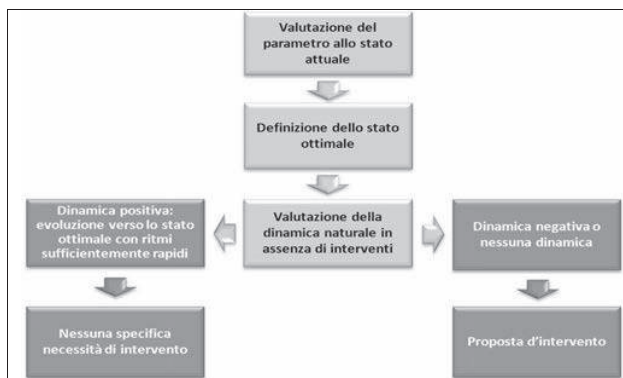 Valutazione del
parametro allo stato
attuale
Definizione dello stato
ottimale
Dinamica positiva:
evoluzione verso lo stato
ottimale con ritmi
sufficientemente rapidi
Valutazione della
dinamica naturale in
assenza di interventi
Dinamica negativa o
nessuna dinamica
Nessuna specifica
necessità di intervento
Proposta d'intervento